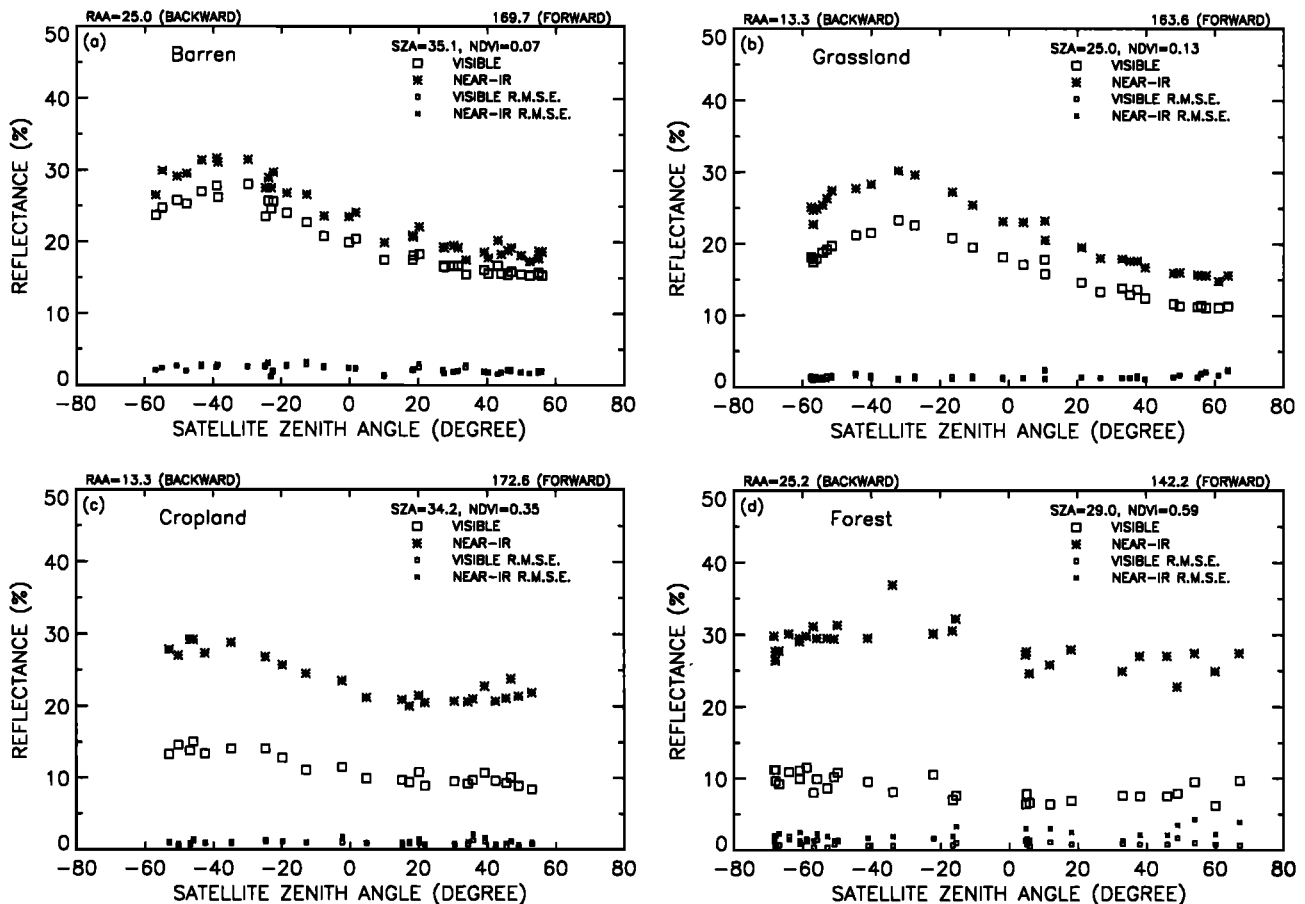 RAA=25.0 (BACKWARD) 169.7 (FORWARD)
(a) Barren
SZA=35.1, NDVI=0.07
VISIBLE
NEAR-IR
VISIBLE R.M.S.E.
NEAR-IR R.M.S.E.
REFLECTANCE (%)
50
40
30
20
10
0
-80 -60 -40 -20 0 20 40 60 80
SATELLITE ZENITH ANGLE (DEGREE)
RAA=13.3 (BACKWARD) 163.6 (FORWARD)
(b) Grassland
SZA=25.0, NDVI=0.13
VISIBLE
NEAR-IR
VISIBLE R.M.S.E.
NEAR-IR R.M.S.E.
REFLECTANCE (%)
50
40
30
20
10
0
-80 -60 -40 -20 0 20 40 60 80
SATELLITE ZENITH ANGLE (DEGREE)
RAA=13.3 (BACKWARD) 172.6 (FORWARD)
(c) Cropland
SZA=34.2, NDVI=0.35
VISIBLE
NEAR-IR
VISIBLE R.M.S.E.
NEAR-IR R.M.S.E.
REFLECTANCE (%)
50
40
30
20
10
0
-80 -60 -40 -20 0 20 40 60 80
SATELLITE ZENITH ANGLE (DEGREE)
RAA=25.2 (BACKWARD) 142.2 (FORWARD)
(d) Forest
SZA=29.0, NDVI=0.59
VISIBLE
NEAR-IR
VISIBLE R.M.S.E.
NEAR-IR R.M.S.E.
REFLECTANCE (%)
50
40
30
20
10
0
-80 -60 -40 -20 0 20 40 60 80
SATELLITE ZENITH ANGLE (DEGREE)